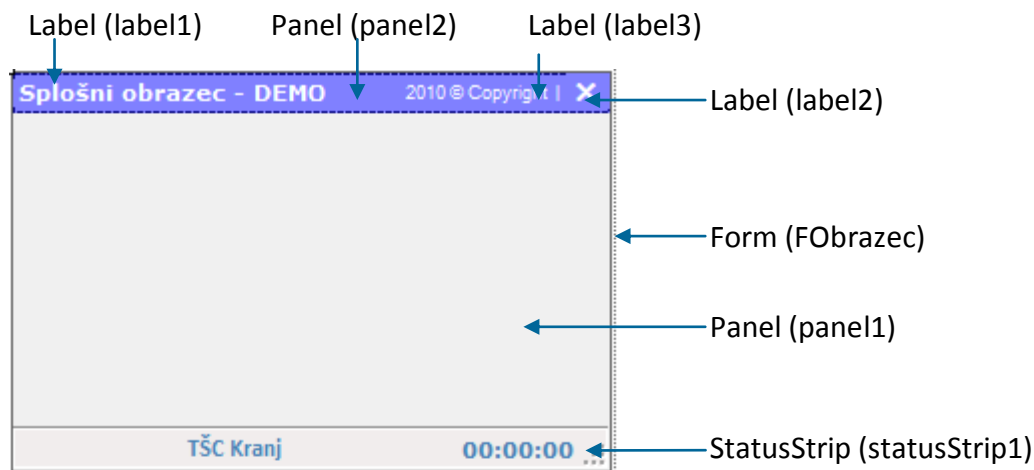 Label (label1) Panel (panel2) Label (label3)
Splošni obrazec - DEMO 2010 © Copyright | ×
Label (label2)
Form (FObrazec)
Panel (panel1)
TŠC Kranj 00:00:00
StatusStrip (statusStrip1)